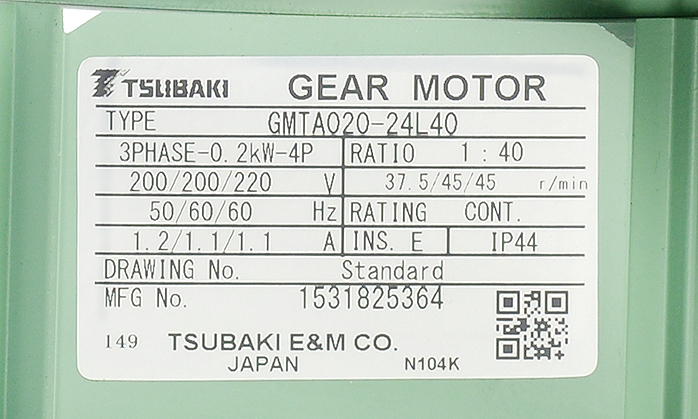 TSUBAKI GEAR MOTOR
TYPE GMTA020-24L40
3PHASE-0.2kW-4P RATIO 1 : 40
200/200/220 V 37.5/45/45 r/min
50/60/60 Hz RATING CONT.
1.2/1.1/1.1 A INS. E IP44
DRAWING No. Standard
MFG No. 1531825364
149 TSUBAKI E&M CO.
JAPAN N104K